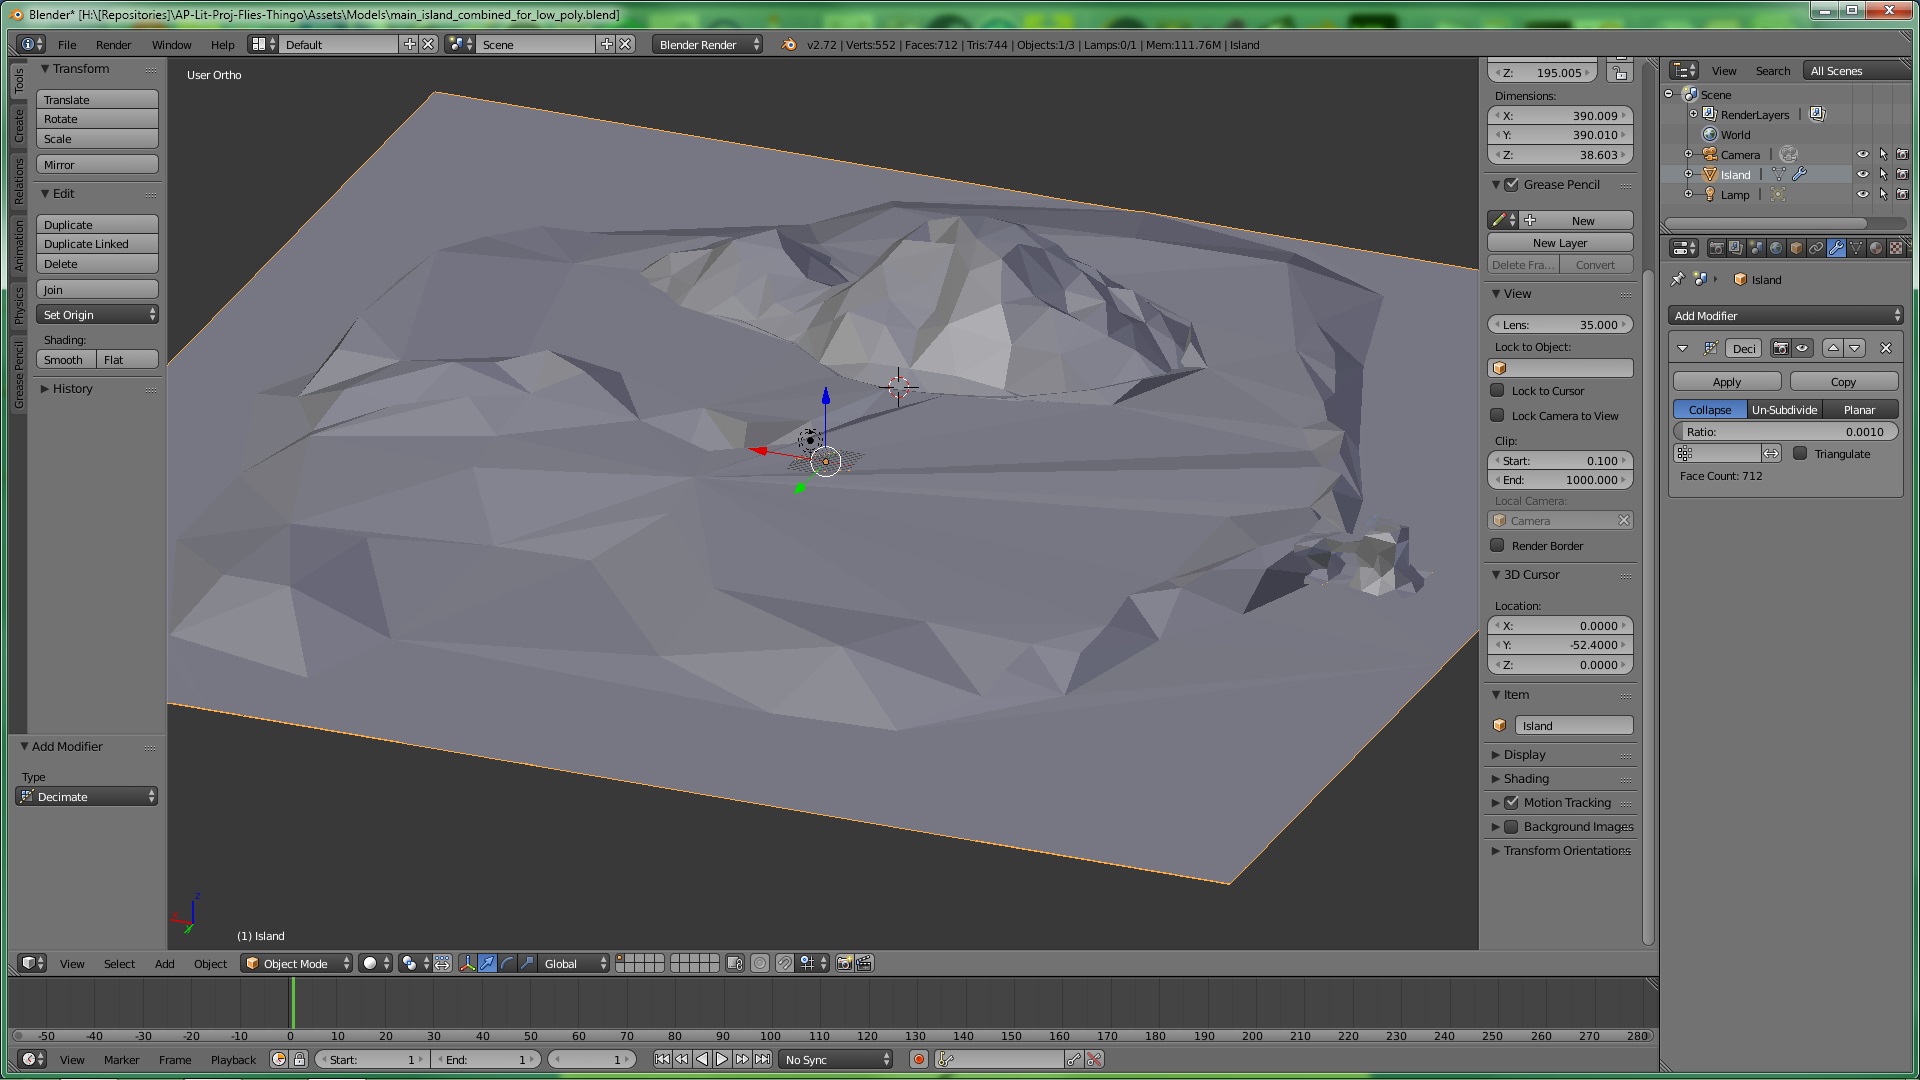 Blender* [H:\[Repositories]\AP-Lit-Proj-Flies-Thingo\Assets\Models\main_island_combined_for_low_poly.blend]
File Render Window Help Default Scene Blender Render v2.72 | Verts:552 | Faces:712 | Tris:744 | Objects:1/3 | Lamps:0/1 | Mem:111.76M | Island
Tools
Create
Relations
Animation
Physics
Grease Pencil
Transform
Translate
Rotate
Scale
Mirror
Edit
Duplicate
Duplicate Linked
Delete
Join
Set Origin
Shading:
Smooth Flat
History
Add Modifier
Type
Decimate
User Ortho
(1) Island
Z: 195.005
Dimensions:
X: 390.009
Y: 390.010
Z: 38.603
Grease Pencil
New
New Layer
Delete Fra... Convert
View
Lens: 35.000
Lock to Object:
Lock to Cursor
Lock Camera to View
Clip:
Start: 0.100
End: 1000.000
Local Camera:
Camera
Render Border
3D Cursor
Location:
X: 0.0000
Y: -52.4000
Z: 0.0000
Item
Island
Display
Shading
Motion Tracking
Background Images
Transform Orientations
View Search All Scenes
Scene
RenderLayers
World
Camera
Island
Lamp
Island
Add Modifier
Deci
Apply Copy
Collapse Un-Subdivide Planar
Ratio: 0.0010
Triangulate
Face Count: 712
View Select Add Object Object Mode Global
-50 -40 -30 -20 -10 0 10 20 30 40 50 60 70 80 90 100 110 120 130 140 150 160 170 180 190 200 210 220 230 240 250 260 270 280
View Marker Frame Playback Start: 1 End: 1 1 No Sync